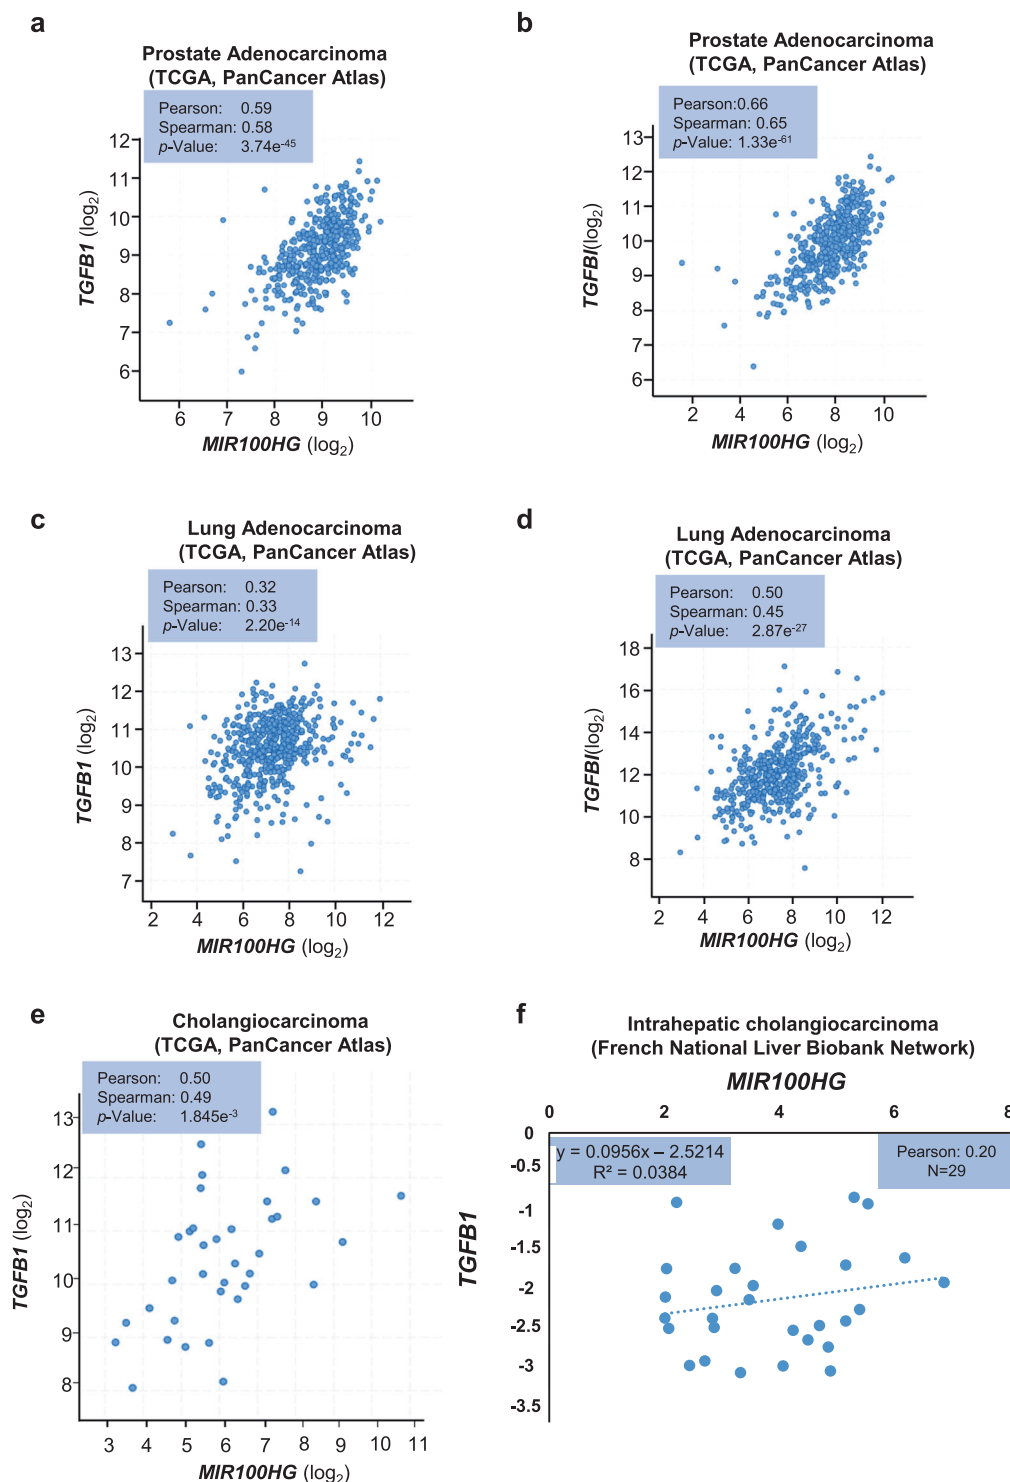 a
Prostate Adenocarcinoma
(TCGA, PanCancer Atlas)
Pearson: 0.59
Spearman: 0.58
p-Value: 3.74e-45
12
11
10
9
8
7
6
TGFB1 (log2)
6 7 8 9 10
MIR100HG (log2)
b
Prostate Adenocarcinoma
(TCGA, PanCancer Atlas)
Pearson:0.66
Spearman: 0.65
p-Value: 1.33e-61
13
12
11
10
9
8
7
6
TGFBI(log2)
2 4 6 8 10
MIR100HG (log2)
c
Lung Adenocarcinoma
(TCGA, PanCancer Atlas)
Pearson: 0.32
Spearman: 0.33
p-Value: 2.20e-14
13
12
11
10
9
8
7
TGFB1 (log2)
2 4 6 8 10 12
MIR100HG (log2)
d
Lung Adenocarcinoma
(TCGA, PanCancer Atlas)
Pearson: 0.50
Spearman: 0.45
p-Value: 2.87e-27
18
16
14
12
10
8
TGFBI(log2)
2 4 6 8 10 12
MIR100HG (log2)
e
Cholangiocarcinoma
(TCGA, PanCancer Atlas)
Pearson: 0.50
Spearman: 0.49
p-Value: 1.845e-3
13
12
11
10
9
8
TGFB1 (log2)
3 4 5 6 7 8 9 10 11
MIR100HG (log2)
f
Intrahepatic cholangiocarcinoma
(French National Liver Biobank Network)
MIR100HG
0 2 4 6 8
0
-0.5
-1
-1.5
-2
-2.5
-3
-3.5
TGFB1
y = 0.0956x – 2.5214
R² = 0.0384
Pearson: 0.20
N=29